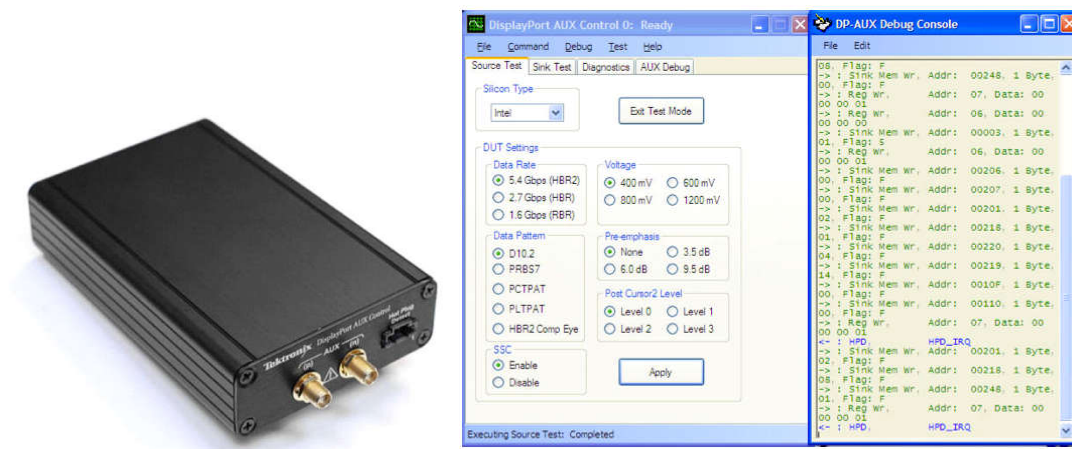 Tektronix DisplayPort AUX Control
Hot Plug
Detect
(n) AUX (n)
DisplayPort AUX Control 0: Ready
File Command Debug Test Help
Source Test Sink Test Diagnostics AUX Debug
Silicon Type
Intel
Exit Test Mode
DUT Settings
Data Rate
5.4 Gbps (HBR2)
2.7 Gbps (HBR)
1.6 Gbps (RBR)
Voltage
400 mV 600 mV
800 mV 1200 mV
Data Pattern
D10.2
PRBS7
PCTPAT
PLTPAT
HBR2 Comp Eye
Pre-emphasis
None 3.5 dB
6.0 dB 9.5 dB
Post Cursor2 Level
Level 0 Level 1
Level 2 Level 3
SSC
Enable
Disable
Apply
Executing Source Test: Completed
DP-AUX Debug Console
File Edit
08, Flag: F
-> : Sink Mem Wr, Addr: 00248, 1 Byte,
00, Flag: F
-> : Reg Wr, Addr: 07, Data: 00
00 00 01
-> : Reg Wr, Addr: 06, Data: 00
00 00 00
-> : Sink Mem Wr, Addr: 00003, 1 Byte,
01, Flag: S
-> : Reg Wr, Addr: 06, Data: 00
00 00 01
-> : Sink Mem Wr, Addr: 00206, 1 Byte,
00, Flag: F
-> : Sink Mem Wr, Addr: 00207, 1 Byte,
00, Flag: F
-> : Sink Mem Wr, Addr: 00201, 1 Byte,
02, Flag: F
-> : Sink Mem Wr, Addr: 00218, 1 Byte,
01, Flag: F
-> : Sink Mem Wr, Addr: 00220, 1 Byte,
04, Flag: F
-> : Sink Mem Wr, Addr: 00219, 1 Byte,
14, Flag: F
-> : Sink Mem Wr, Addr: 0010F, 1 Byte,
00, Flag: F
-> : Sink Mem Wr, Addr: 00110, 1 Byte,
00, Flag: F
-> : Reg Wr, Addr: 07, Data: 00
00 00 01
<- : HPD, HPD_IRQ
-> : Sink Mem Wr, Addr: 00201, 1 Byte,
02, Flag: F
-> : Sink Mem Wr, Addr: 00218, 1 Byte,
08, Flag: F
-> : Sink Mem Wr, Addr: 00248, 1 Byte,
01, Flag: F
-> : Reg Wr, Addr: 07, Data: 00
00 00 01
<- : HPD, HPD_IRQ